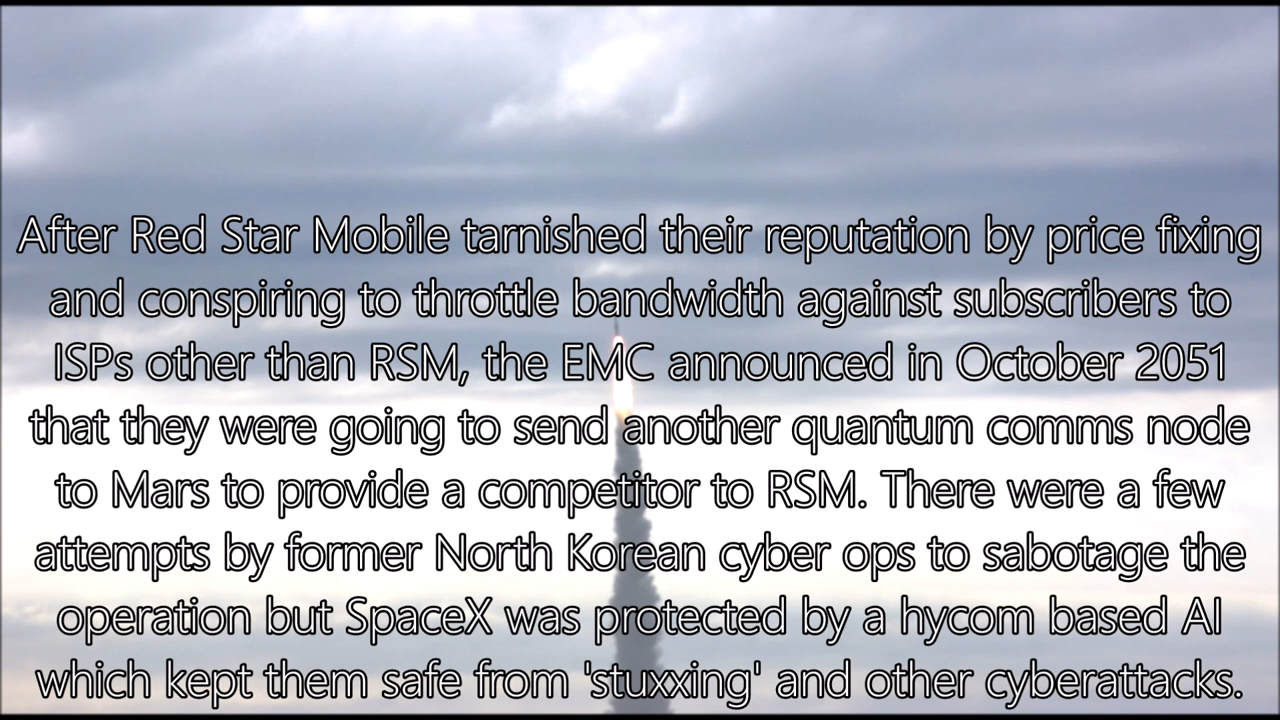 After Red Star Mobile tarnished their reputation by price fixing
and conspiring to throttle bandwidth against subscribers to
ISPs other than RSM, the EMC announced in October 2051
that they were going to send another quantum comms node
to Mars to provide a competitor to RSM. There were a few
attempts by former North Korean cyber ops to sabotage the
operation but SpaceX was protected by a hycom based AI
which kept them safe from 'stuxxing' and other cyberattacks.